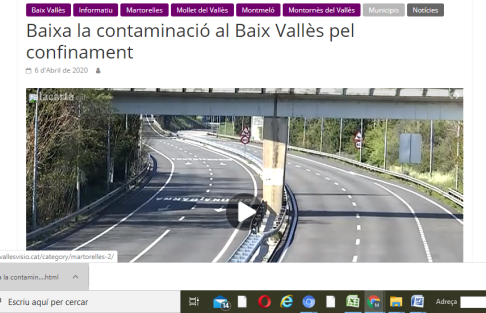 Baix Vallès Informatiu Martorelles Mollet del Vallès Montmeló Montornès del Vallès Municipis Notícies
Baixa la contaminació al Baix Vallès pel
confinament
6 d'Abril de 2020
vallesvisio.cat/category/martorelles-2/
a la contamin....html
Escriu aquí per cercar
Adreça